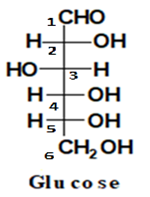 1 CHO
H 2 OH
HO 3 H
H 4 OH
H 5 OH
6 CH2OH
Glucose